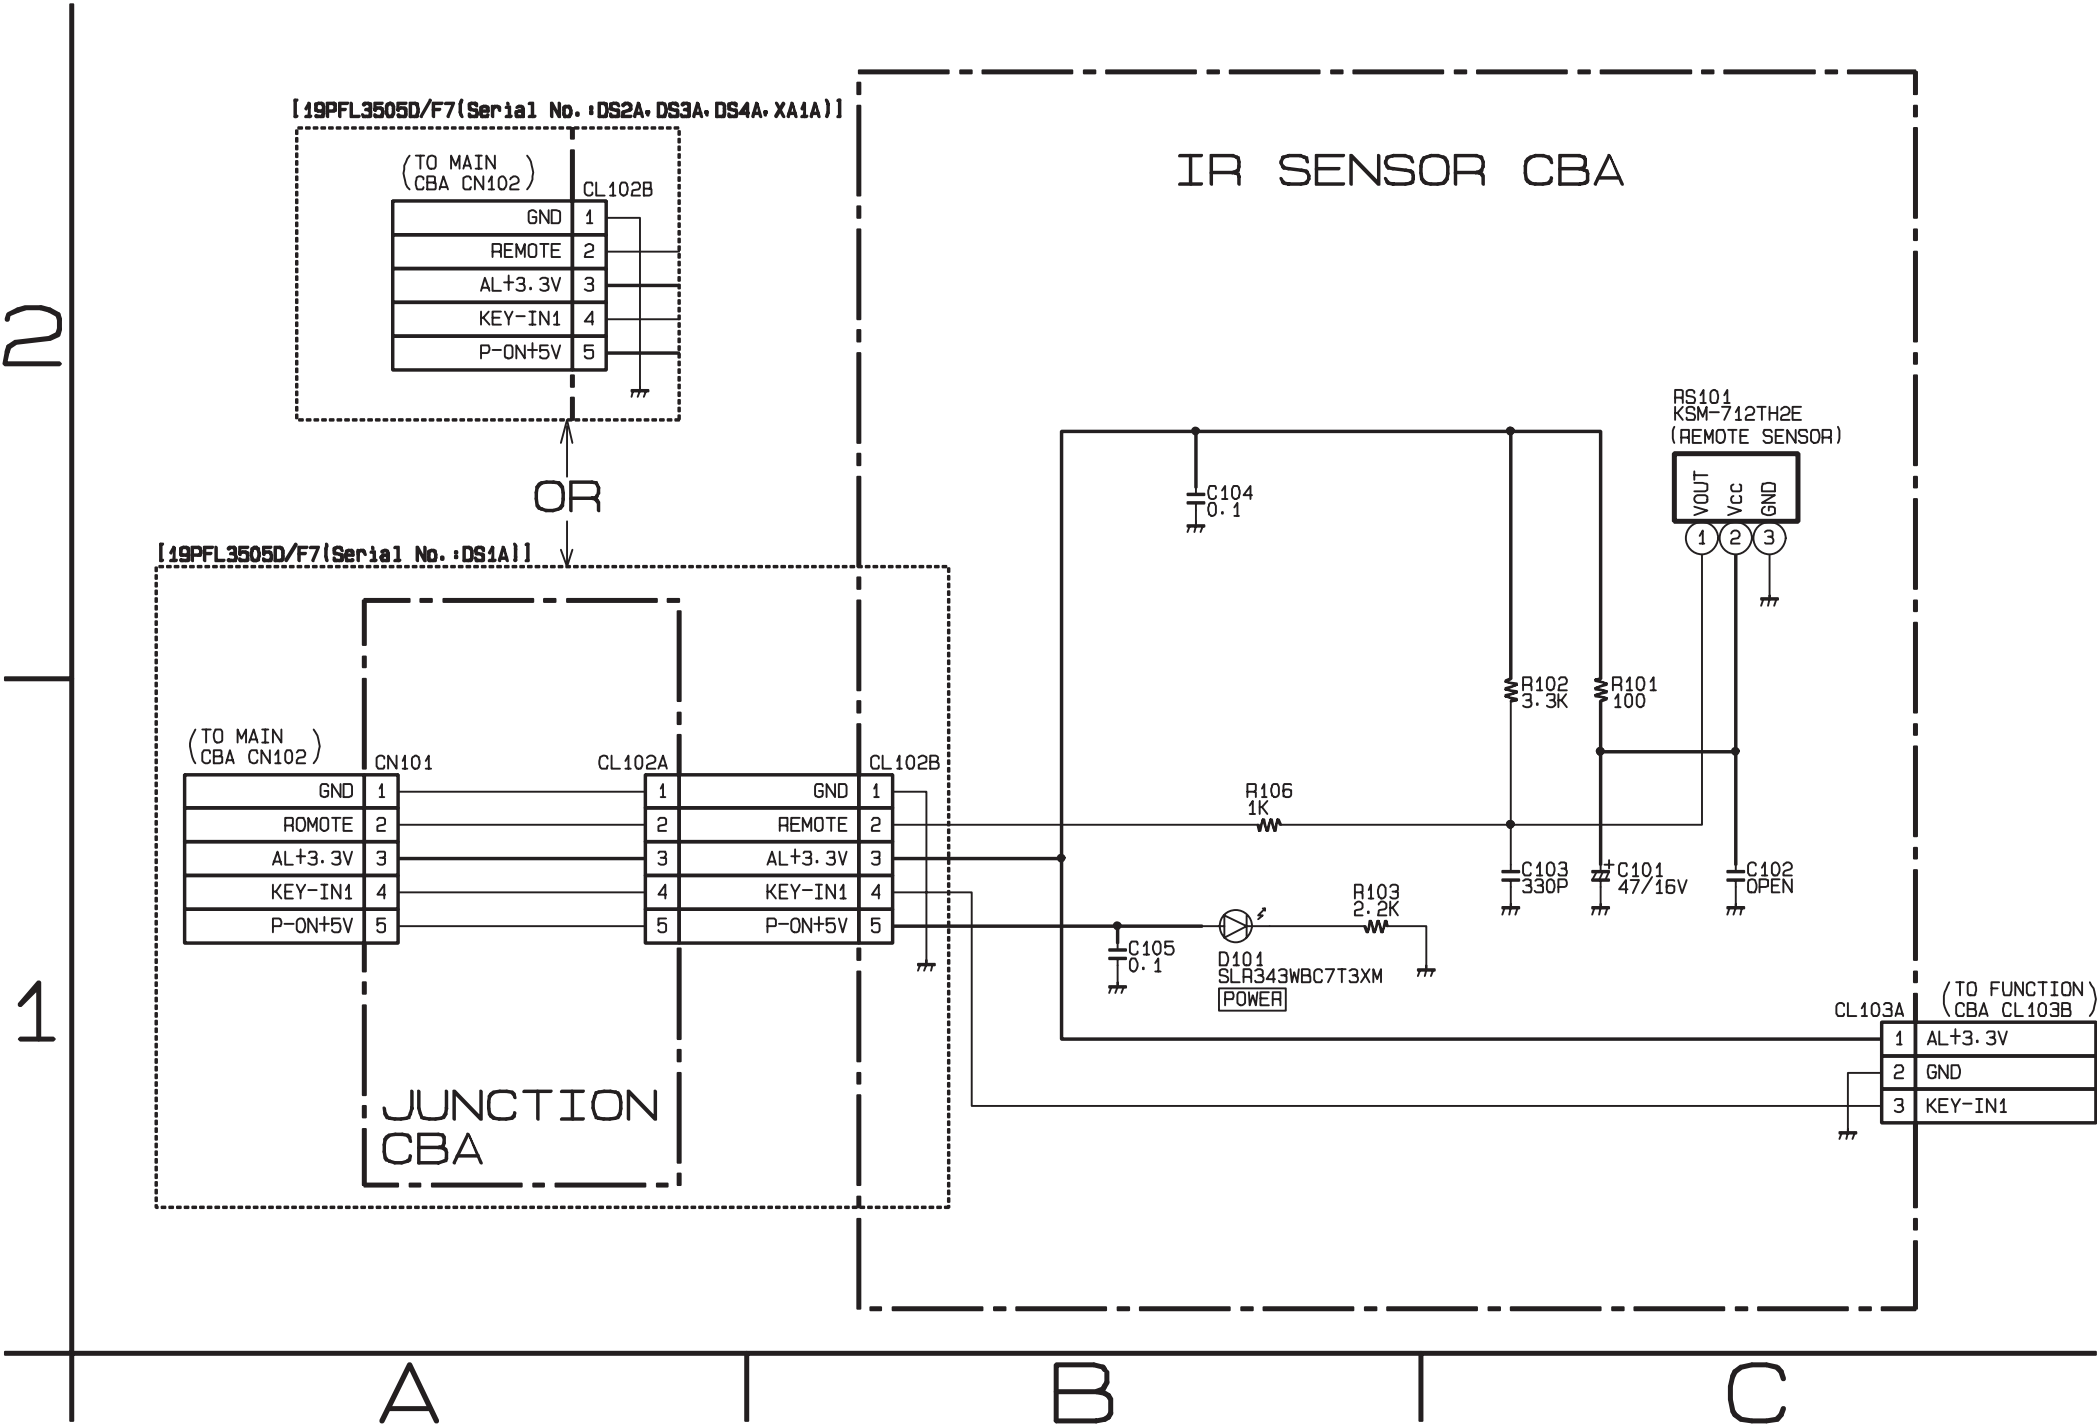 [19PFL3505D/F7(Serial No.:DS2A,DS3A,DS4A,XA1A)]
(TO MAIN
CBA CN102)
CL102B
GND 1
REMOTE 2
AL+3.3V 3
KEY-IN1 4
P-ON+5V 5
OR
IR SENSOR CBA
RS101
KSM-712TH2E
(REMOTE SENSOR)
VOUT
Vcc
GND
1 2 3
C104
0.1
[19PFL3505D/F7(Serial No.:DS1A)]
(TO MAIN
CBA CN102)
CN101 CL102A CL102B
GND 1 1 GND 1
ROMOTE 2 2 REMOTE 2
AL+3.3V 3 3 AL+3.3V 3
KEY-IN1 4 4 KEY-IN1 4
P-ON+5V 5 5 P-ON+5V 5
JUNCTION
CBA
R102
3.3K
R101
100
R106
1K
C103
330P
+
C101
47/16V
C102
OPEN
R103
2.2K
C105
0.1
D101
SLR343WBC7T3XM
POWER
CL103A
(TO FUNCTION
CBA CL103B)
1 AL+3.3V
2 GND
3 KEY-IN1
2
1
A
B
C